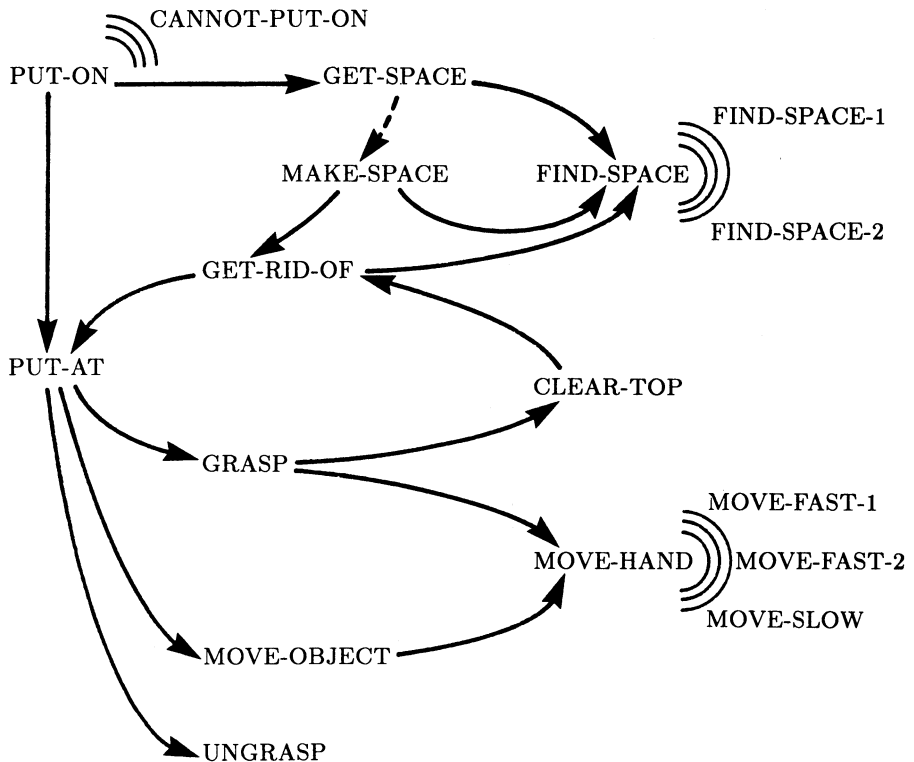 CANNOT-PUT-ON
PUT-ON
GET-SPACE
FIND-SPACE-1
MAKE-SPACE
FIND-SPACE
FIND-SPACE-2
GET-RID-OF
PUT-AT
CLEAR-TOP
GRASP
MOVE-FAST-1
MOVE-HAND
MOVE-FAST-2
MOVE-SLOW
MOVE-OBJECT
UNGRASP